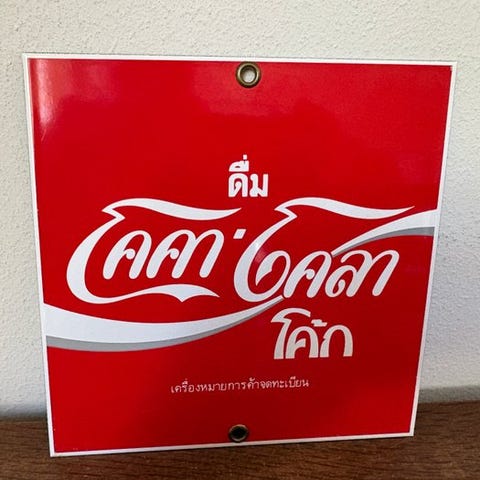 ดื่ม
โคคา-โคลา
โค้ก
เครื่องหมายการค้าจดทะเบียน